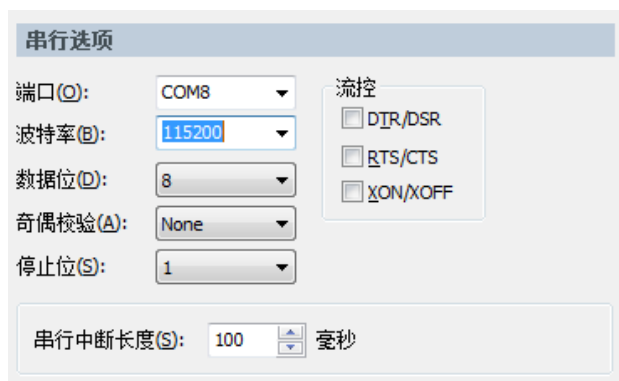 串行选项
端口(O): COM8
波特率(B): 115200
数据位(D): 8
奇偶校验(A): None
停止位(S): 1
流控
DTR/DSR
RTS/CTS
XON/XOFF
串行中断长度(S): 100 毫秒